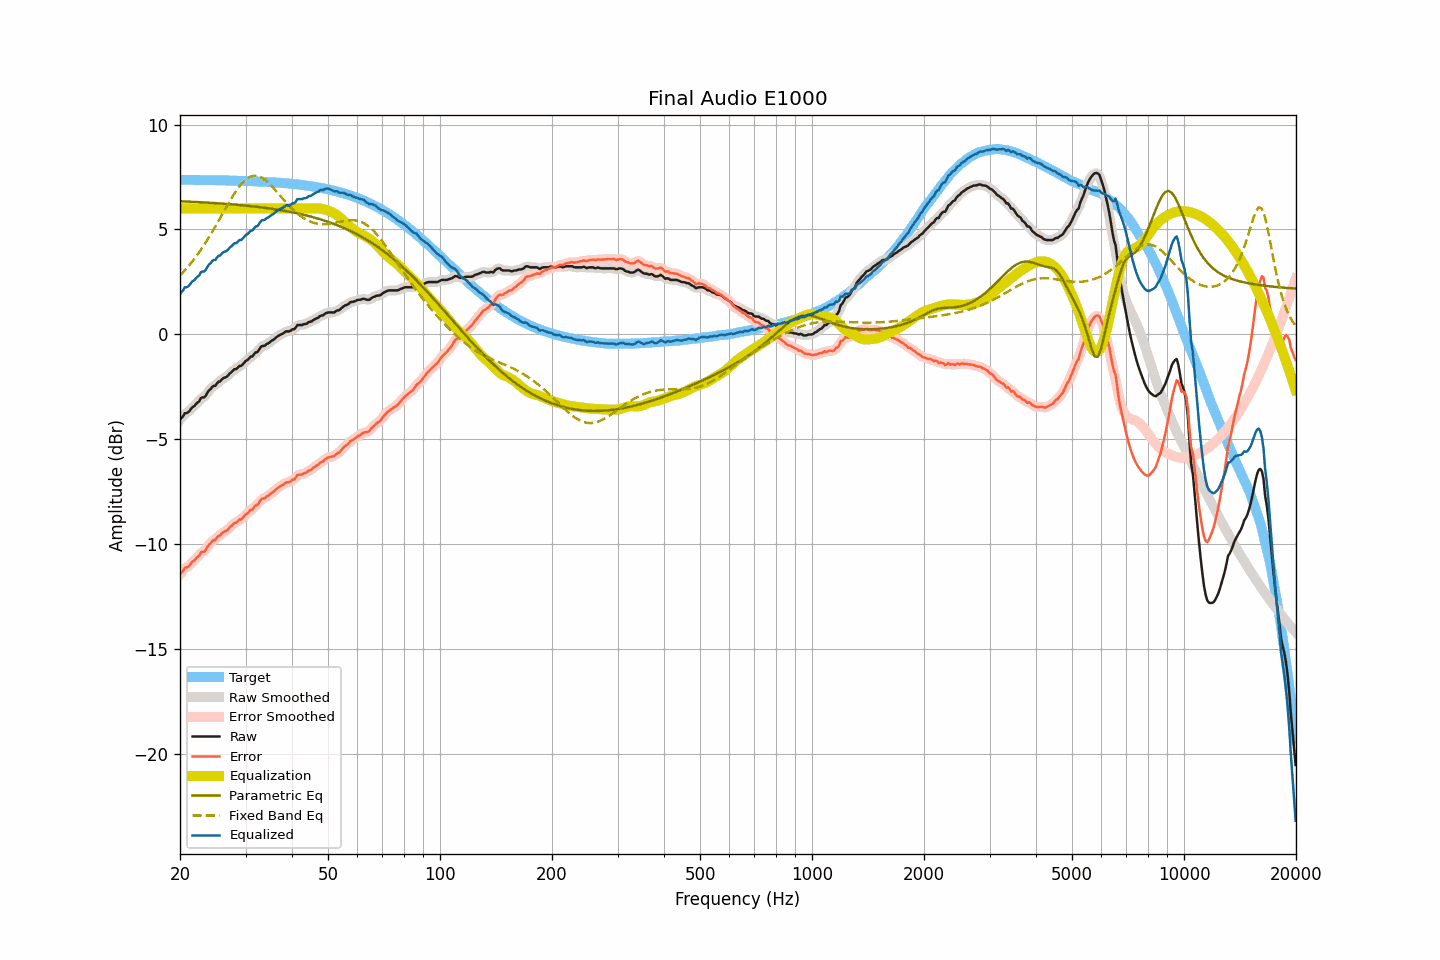 Final Audio E1000
10
5
0
−5
−10
−15
−20
Amplitude (dBr)
Target
Raw Smoothed
Error Smoothed
Raw
Error
Equalization
Parametric Eq
Fixed Band Eq
Equalized
20 50 100 200 500 1000 2000 5000 10000 20000
Frequency (Hz)